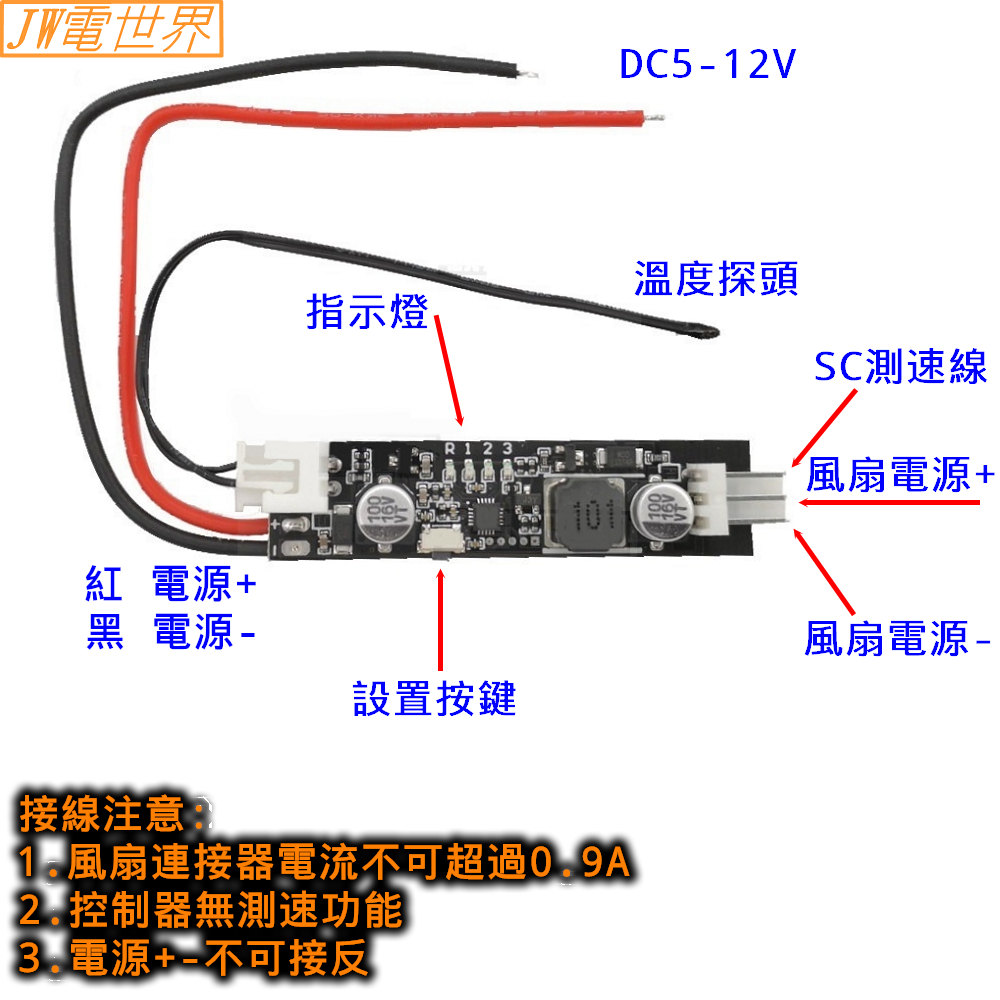 JW電世界
DC5-12V
溫度探頭
指示燈
SC測速線
風扇電源+
R 1 2 3
100
16V
VT
101
100
16V
VT
+
-
紅 電源+
黑 電源-
風扇電源-
設置按鍵
接線注意:
1.風扇連接器電流不可超過0.9A
2.控制器無測速功能
3.電源+-不可接反